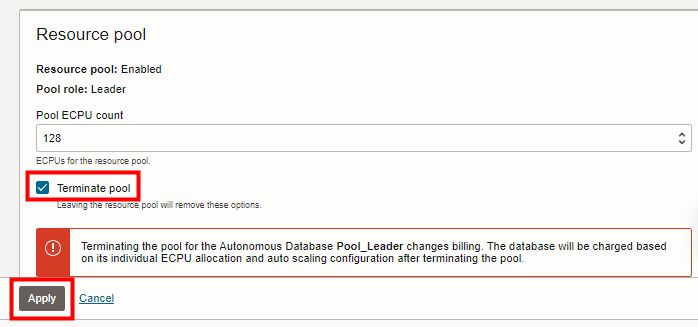 Resource pool
Resource pool: Enabled
Pool role: Leader
Pool ECPU count
128
ECPUs for the resource pool.
Terminate pool
Leaving the resource pool will remove these options.
Terminating the pool for the Autonomous Database Pool_Leader changes billing. The database will be charged based
on its individual ECPU allocation and auto scaling configuration after terminating the pool.
Apply Cancel